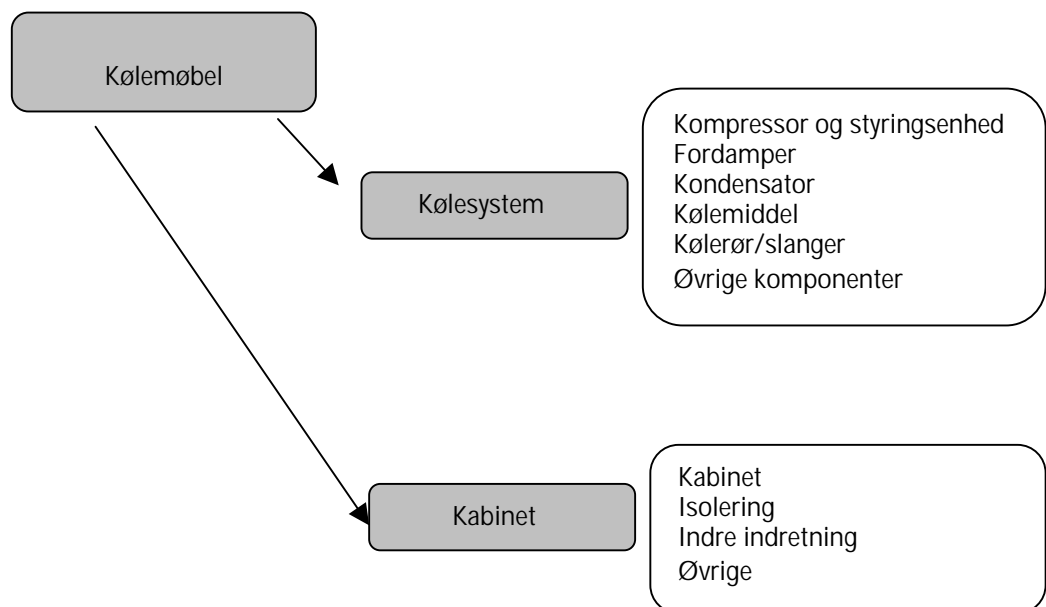 Kølemøbel
Kølesystem
Kompressor og styringsenhed
Fordamper
Kondensator
Kølemiddel
Kølerør/slanger
Øvrige komponenter
Kabinet
Kabinet
Isolering
Indre indretning
Øvrige